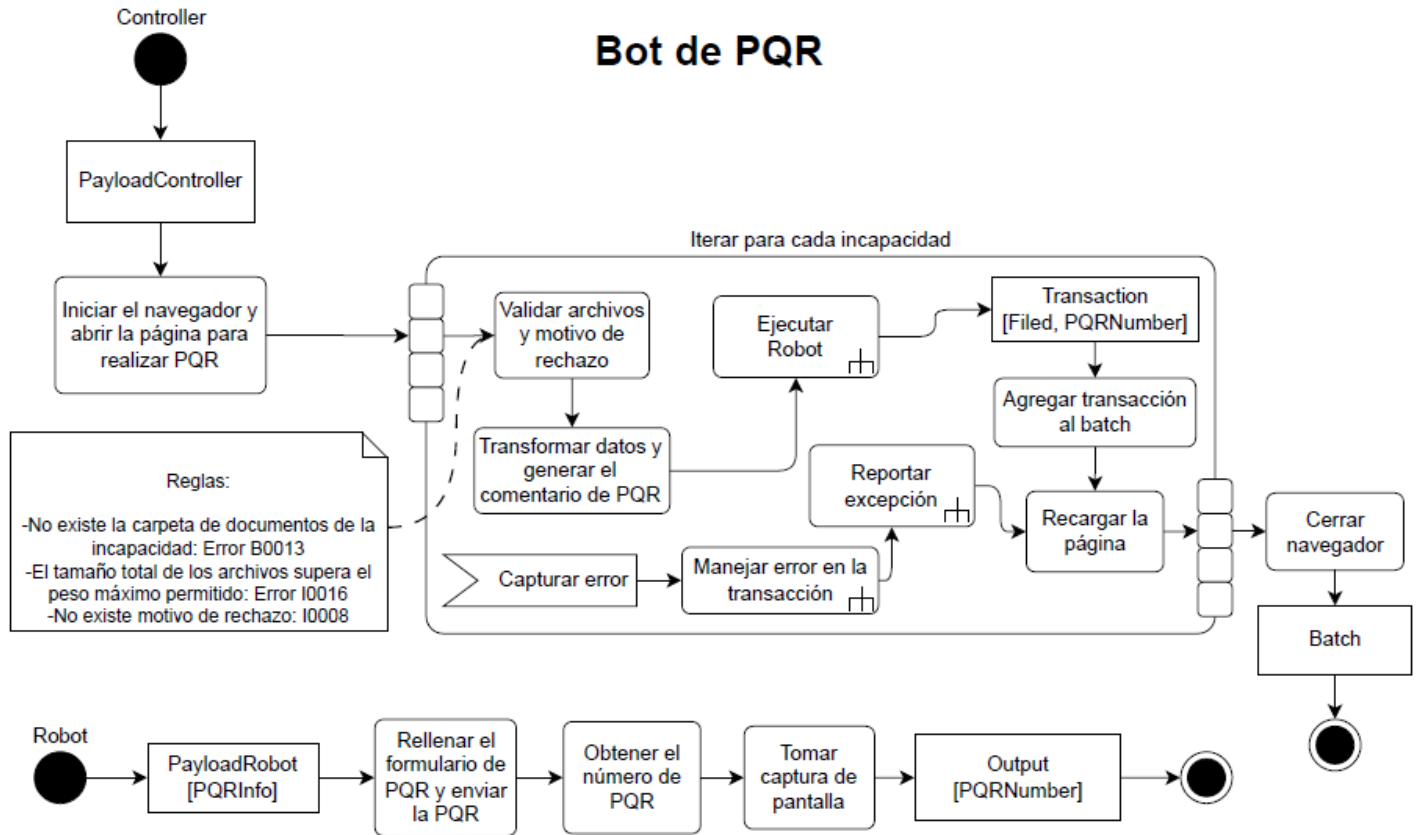 Controller
Bot de PQR
PayloadController
Iniciar el navegador y
abrir la página para
realizar PQR
Iterar para cada incapacidad
Validar archivos
y motivo de
rechazo
Transformar datos y
generar el
comentario de PQR
Ejecutar
Robot
Transaction
[Filed, PQRNumber]
Agregar transacción
al batch
Reportar
excepción
Recargar la
página
Capturar error
Manejar error en la
transacción
Cerrar
navegador
Batch
Reglas:
-No existe la carpeta de documentos de la
incapacidad: Error B0013
-El tamaño total de los archivos supera el
peso máximo permitido: Error I0016
-No existe motivo de rechazo: I0008
Robot
PayloadRobot
[PQRInfo]
Rellenar el
formulario de
PQR y enviar
la PQR
Obtener el
número de
PQR
Tomar
captura de
pantalla
Output
[PQRNumber]